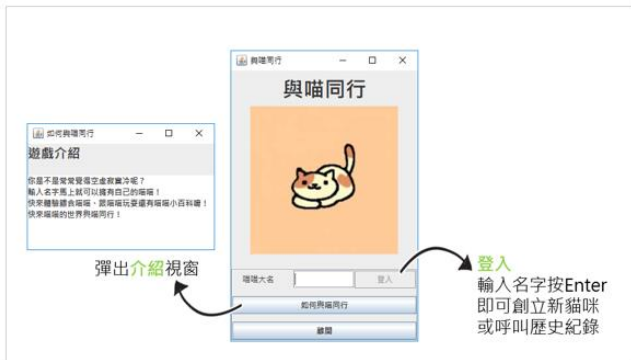 與喵同行
與喵同行
如何與喵同行
遊戲介紹
你是不是常常覺得空虛寂寞冷呢？
輸入名字馬上就可以擁有自己的喵喵！
快來體驗餵食喵喵、跟喵喵玩耍還有喵喵小百科唷！
快來喵喵的世界與喵同行！
彈出介紹視窗
喵喵大名
登入
如何與喵同行
離開
登入
輸入名字按Enter
即可創立新貓咪
或呼叫歷史紀錄